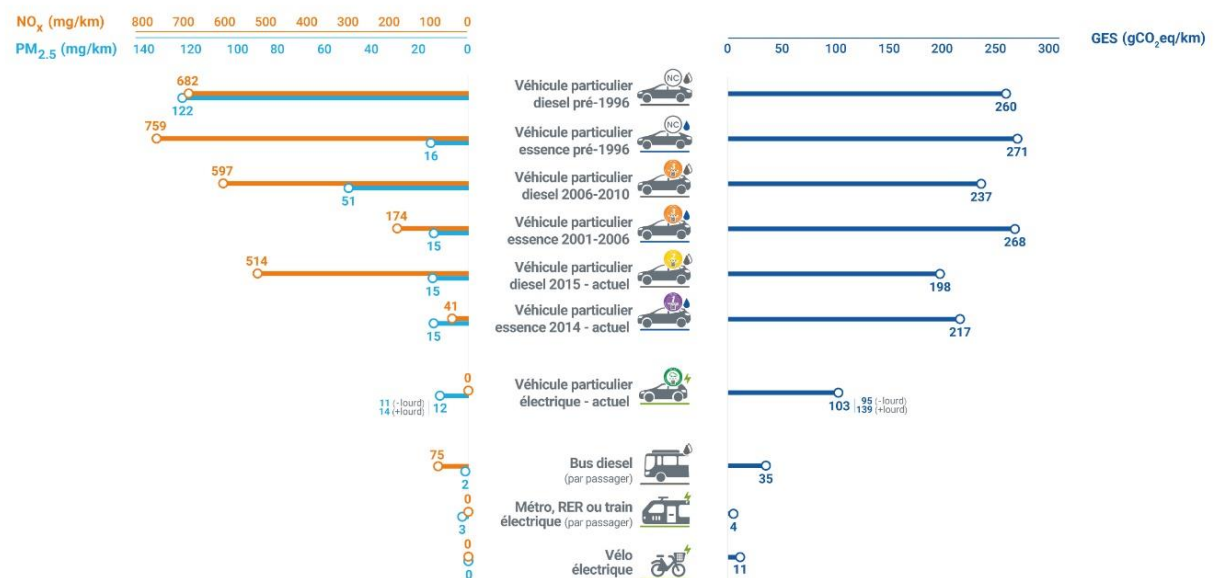 NOx (mg/km) 800 700 600 500 400 300 200 100 0
PM2.5 (mg/km) 140 120 100 80 60 40 20 0
0 50 100 150 200 250 300 GES (gCO2eq/km)
682
122
Véhicule particulier
diesel pré-1996
NC
260
759
16
Véhicule particulier
essence pré-1996
NC
271
597
51
Véhicule particulier
diesel 2006-2010
237
174
15
Véhicule particulier
essence 2001-2006
268
514
15
Véhicule particulier
diesel 2015 - actuel
198
41
15
Véhicule particulier
essence 2014 - actuel
217
0
12
11 (-lourd)
14 (+lourd)
Véhicule particulier
électrique - actuel
103
95 (-lourd)
139 (+lourd)
75
2
Bus diesel
(par passager)
35
0
3
Métro, RER ou train
électrique (par passager)
4
0
0
Vélo
électrique
11